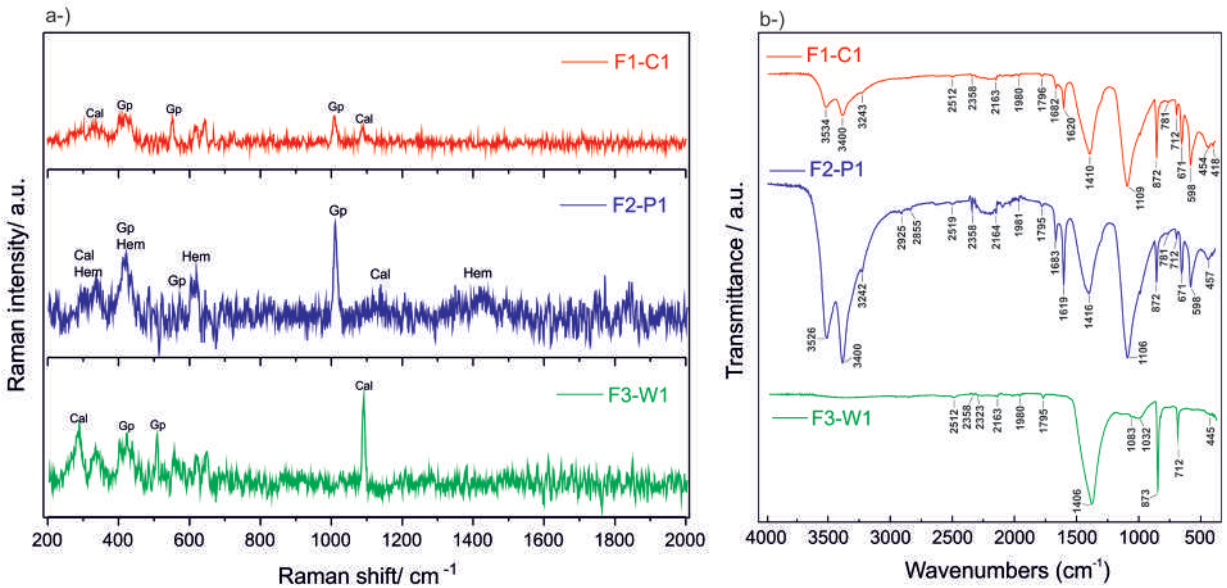 a-)
F1-C1
Cal
Gp
Gp
Gp
Cal
F2-P1
Cal
Hem
Gp
Hem
Gp
Hem
Gp
Cal
Hem
F3-W1
Cal
Gp
Gp
Cal
Raman intensity/ a.u.
200 400 600 800 1000 1200 1400 1600 1800 2000
Raman shift/ cm⁻¹
b-)
F1-C1
3534
3400
3243
2512
2358
2163
1980
1796
1682
1620
1410
1109
872
781
712
671
598
454
418
F2-P1
3526
3400
3242
2925
2855
2519
2358
2164
1981
1795
1683
1619
1416
1106
872
781
712
671
598
457
F3-W1
2512
2358
2323
2163
1980
1795
1406
1083
1032
873
712
445
Transmittance / a.u.
4000 3500 3000 2500 2000 1500 1000 500
Wavenumbers (cm⁻¹)